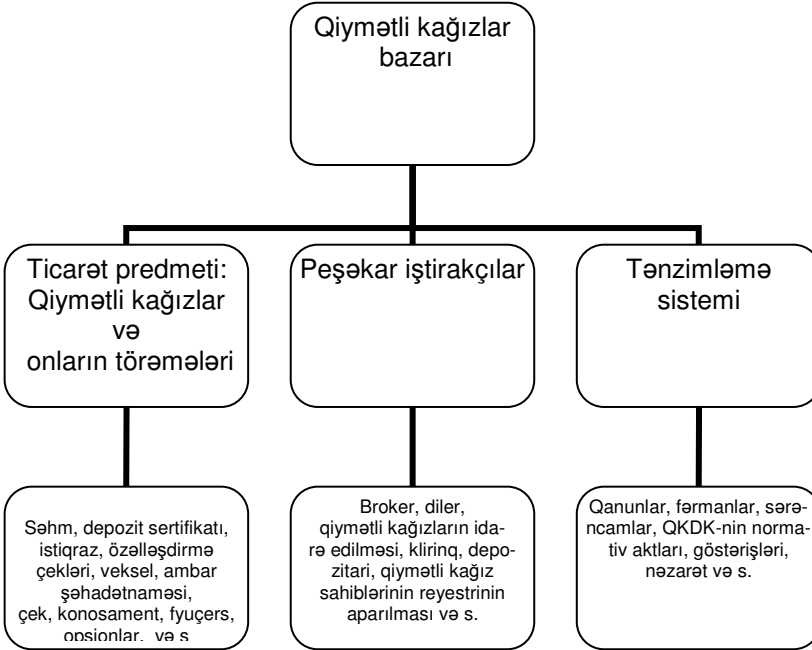 Qiymətli kağızlar
bazarı
Ticarət predmeti:
Qiymətli kağızlar
və
onların törəmələri
Peşəkar iştirakçılar
Tənzimləmə
sistemi
Səhm, depozit sertifikatı,
istiqraz, özəlləşdirmə
çekləri, veksel, ambar
şəhadətnaməsi,
çek, konosament, fyuçers,
opsionlar, və s
Broker, diler,
qiymətli kağızların ida-
rə edilməsi, klirinq, depo-
zitari, qiymətli kağız
sahiblərinin reyestrinin
aparılması və s.
Qanunlar, fərmanlar, sərə-
ncamlar, QKDK-nin norma-
tiv aktları, göstərişləri,
nəzarət və s.